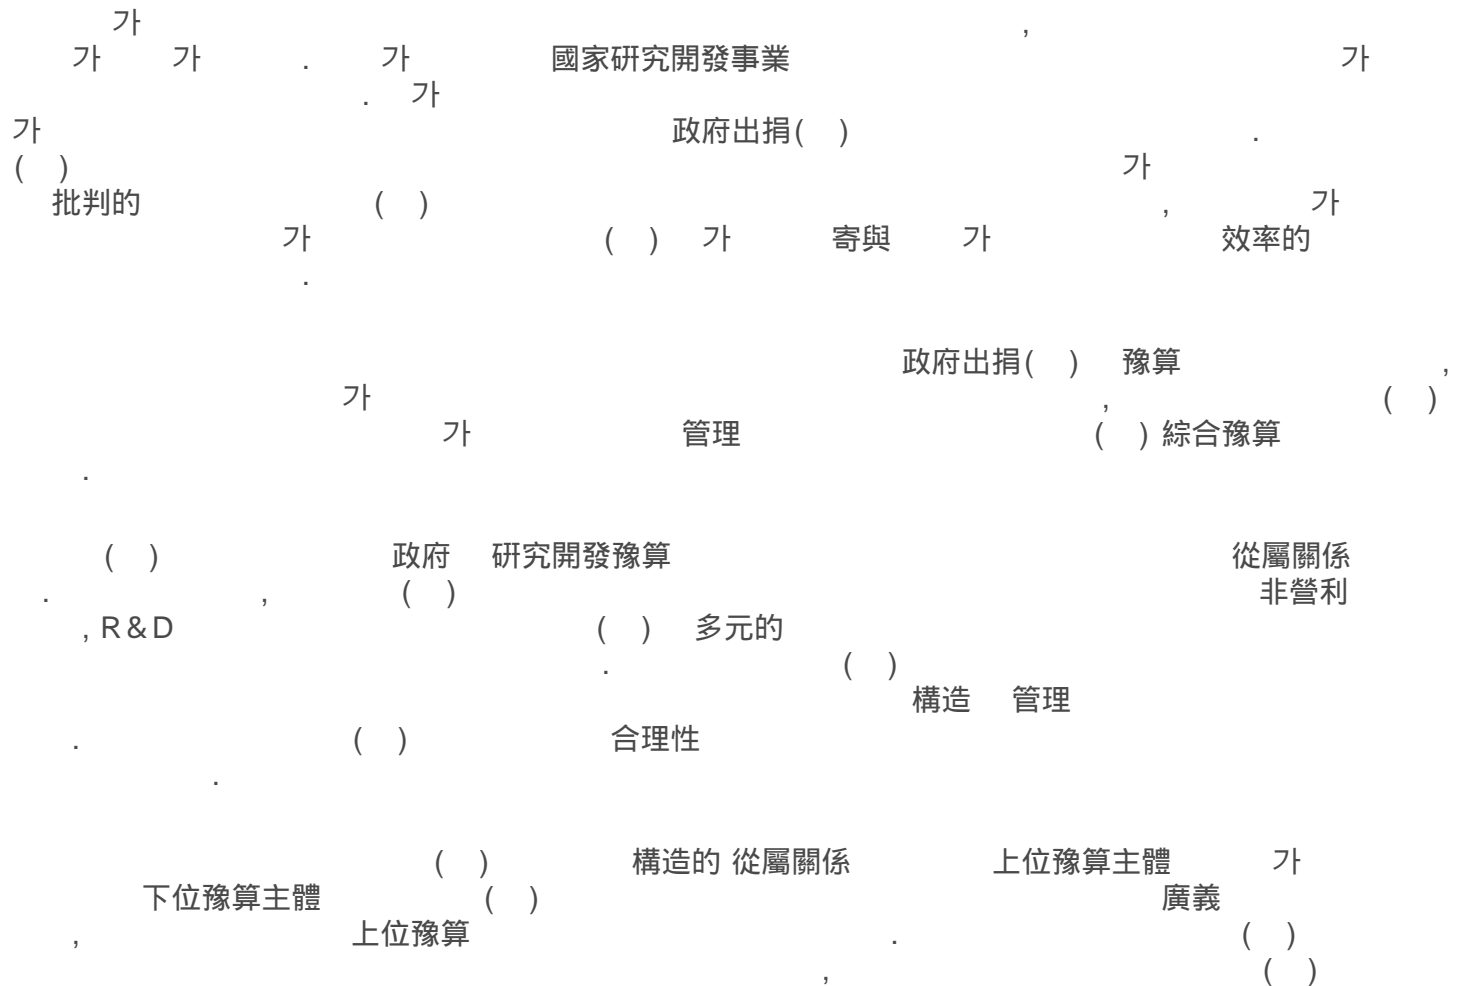 가 ,
가 가 . 가 國家研究開發事業 가
. 가
가 政府出捐( ) .
( ) 가
批判的 ( ) , 가
가 ( ) 가 寄與 가 效率的
.
政府出捐( ) 豫算 ,
가 , ( )
가 管理 ( ) 綜合豫算
.
( ) 政府 研究開發豫算 從屬關係
. , ( ) 非營利
, R&D ( ) 多元的
. ( )
構造 管理
. ( ) 合理性
.
( ) 構造的 從屬關係 上位豫算主體 가
下位豫算主體 ( ) 廣義
, 上位豫算 . ( )
, ( )